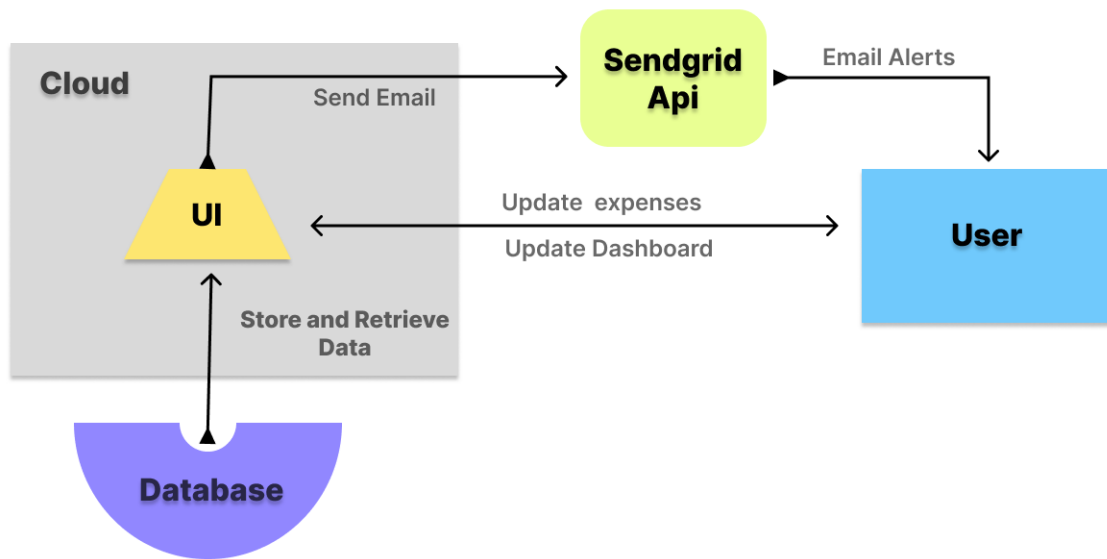 Cloud
Sendgrid
Api
Email Alerts
Send Email
UI
Update expenses
Update Dashboard
User
Store and Retrieve
Data
Database